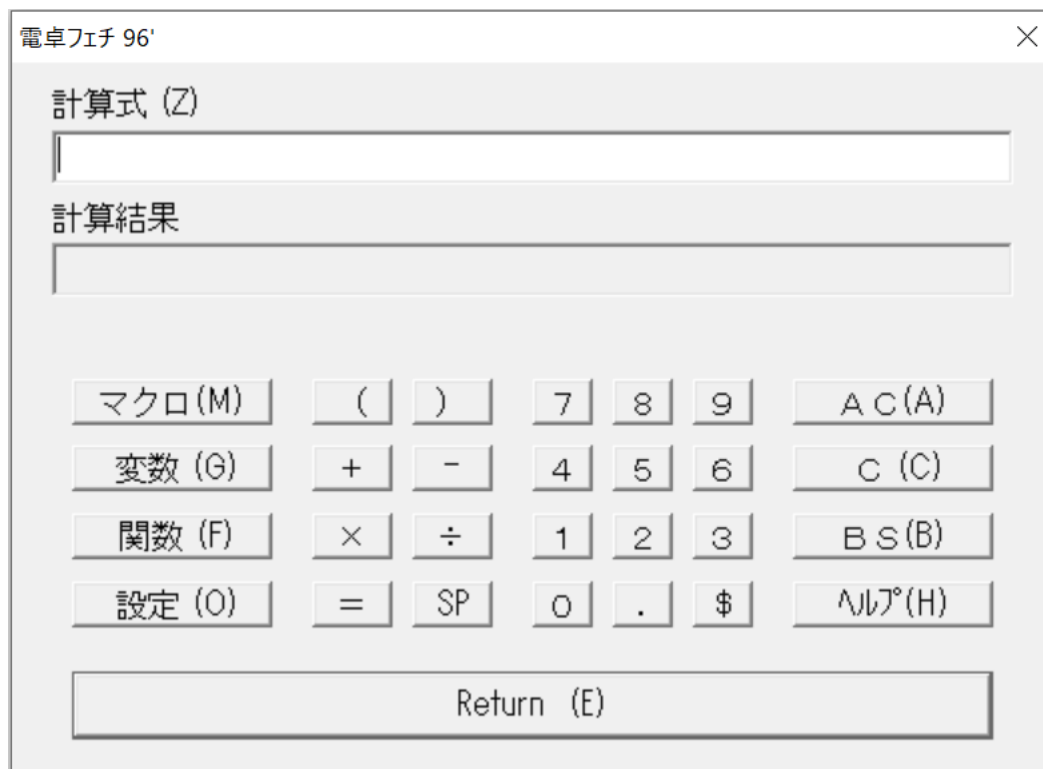 電卓フェチ 96'
計算式 (Z)
計算結果
マクロ(M) ( ) 7 8 9 ＡＣ(A)
変数 (G) + - 4 5 6 Ｃ (C)
関数 (F) × ÷ 1 2 3 ＢＳ(B)
設定 (O) = SP 0 . $ ﾍﾙﾌﾟ(H)
Return (E)